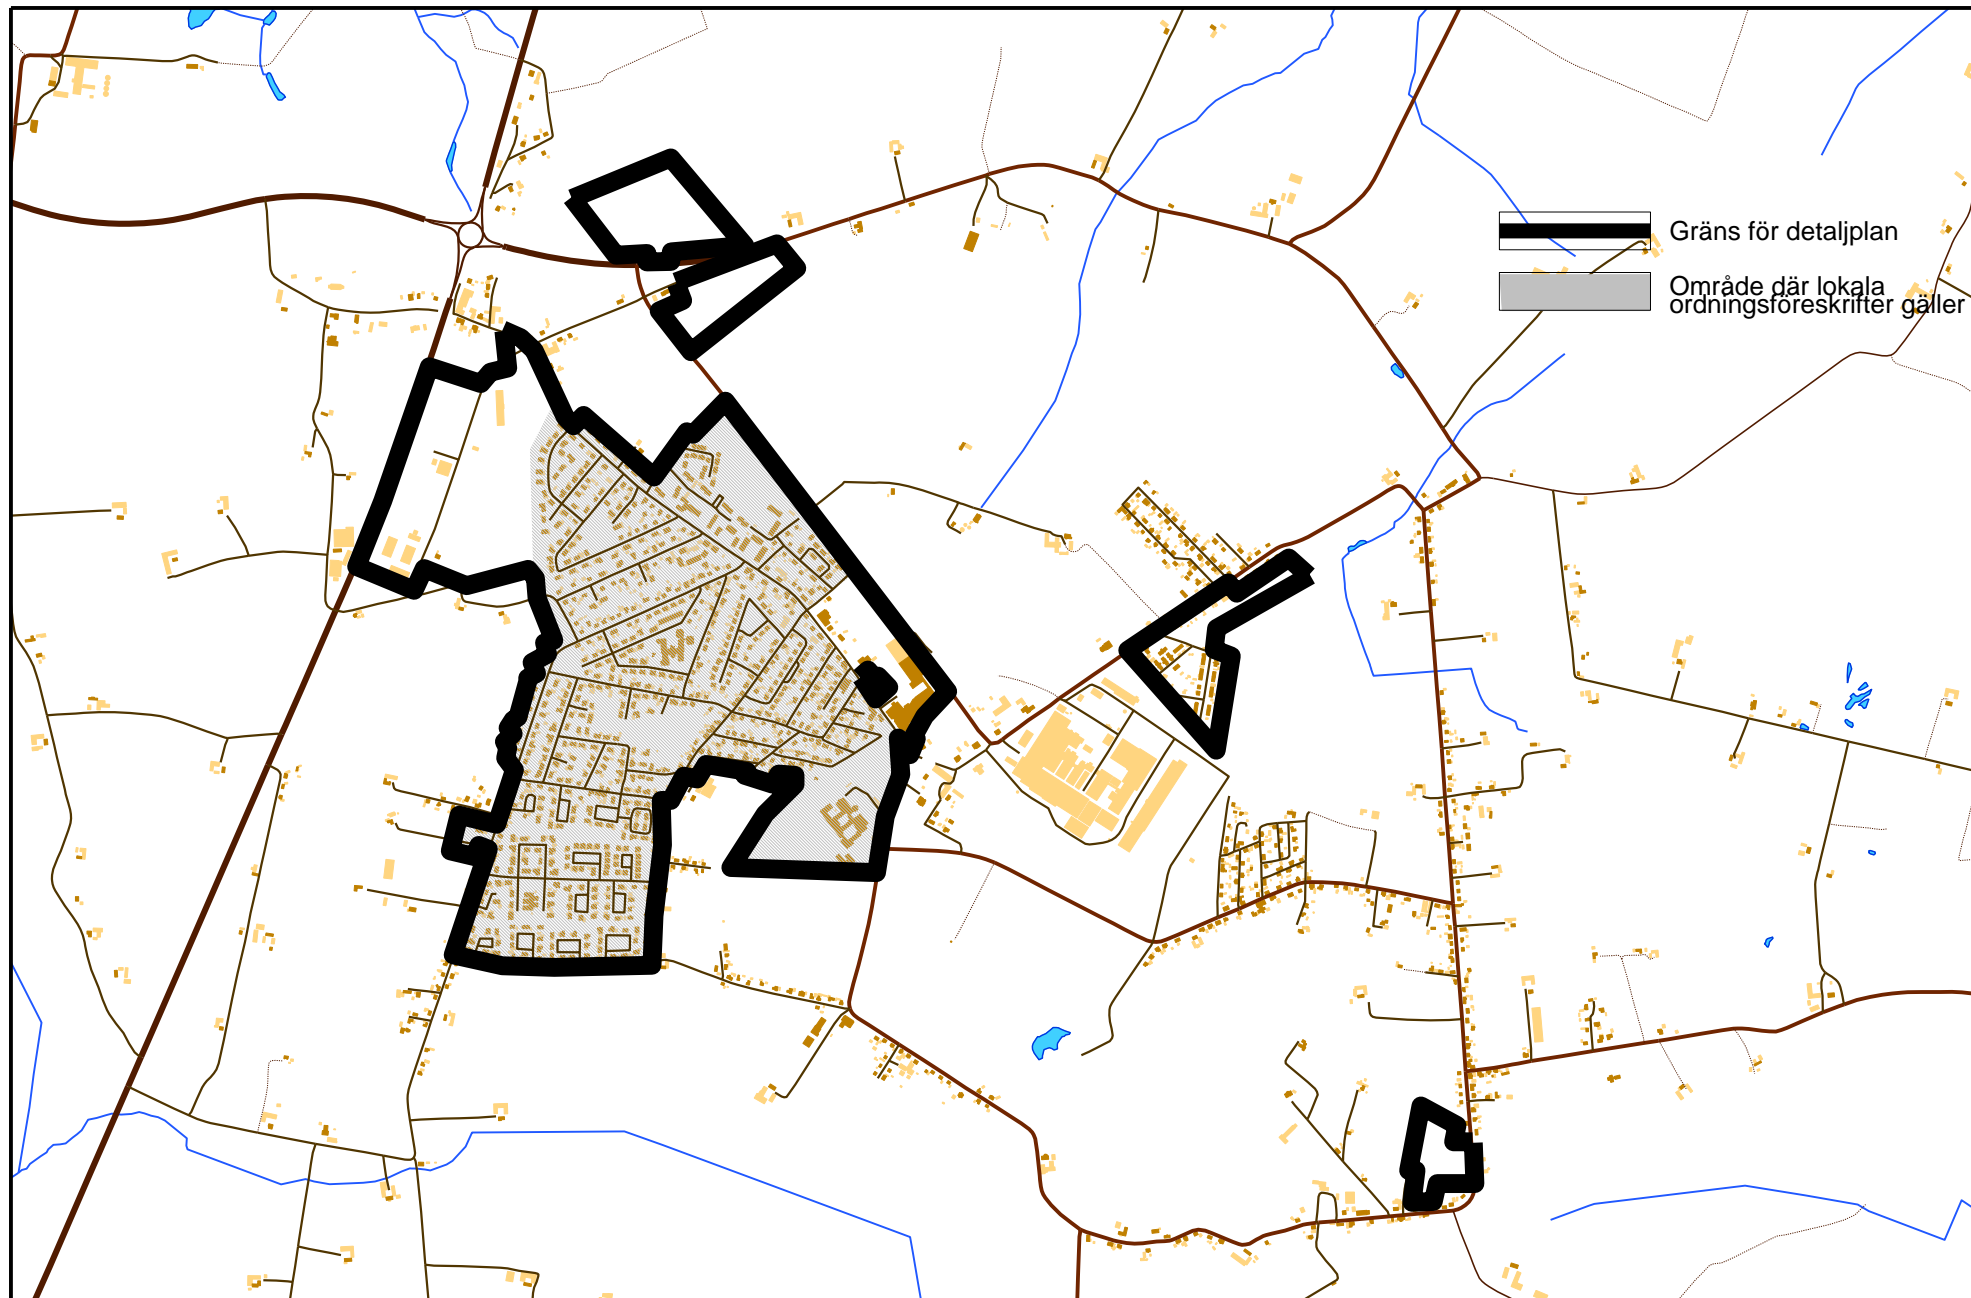 Gräns för detaljplan
Område där lokala
ordningsföreskrifter gäller